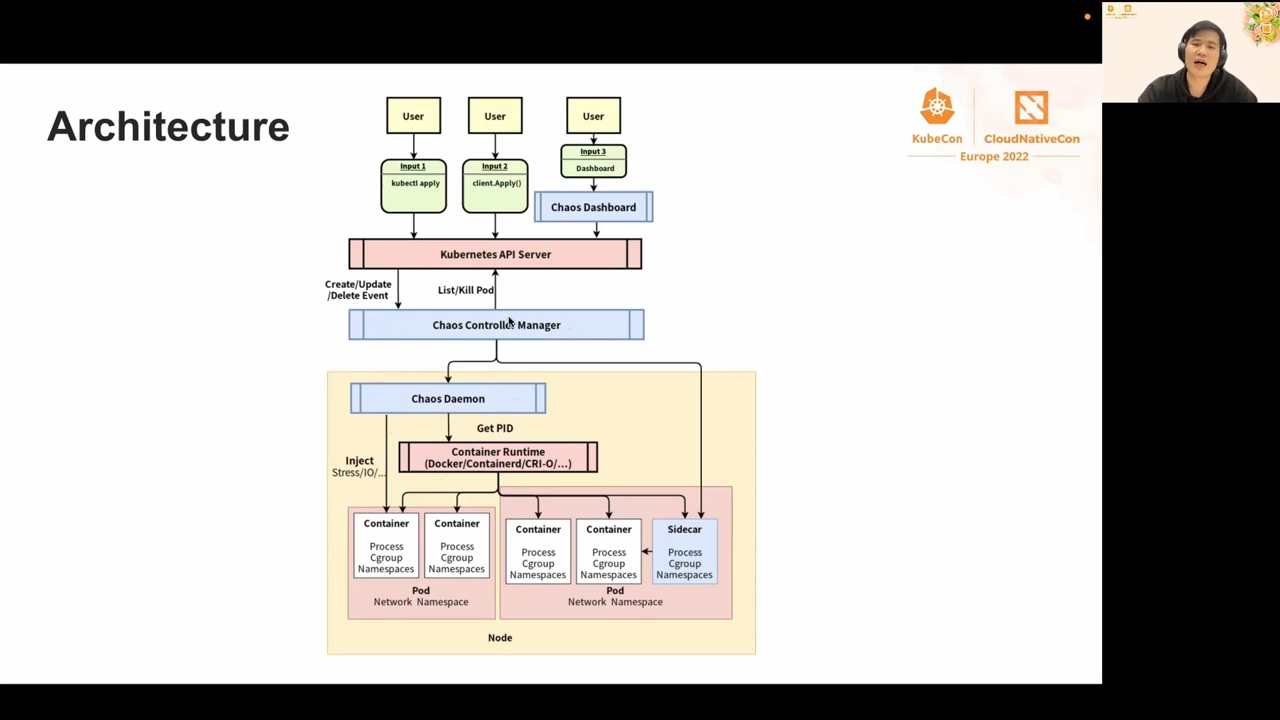 Architecture
KubeCon
CloudNativeCon
Europe 2022
User
User
User
Input 1
kubectl apply
Input 2
client.Apply()
Input 3
Dashboard
Chaos Dashboard
Kubernetes API Server
Create/Update
/Delete Event
List/Kill Pod
Chaos Controller Manager
Chaos Daemon
Get PID
Container Runtime
(Docker/Containerd/CRI-O/...)
Inject
Stress/IO/...
Container
Process
Cgroup
Namespaces
Container
Process
Cgroup
Namespaces
Pod
Network Namespace
Container
Process
Cgroup
Namespaces
Container
Process
Cgroup
Namespaces
Sidecar
Process
Cgroup
Namespaces
Pod
Network Namespace
Node